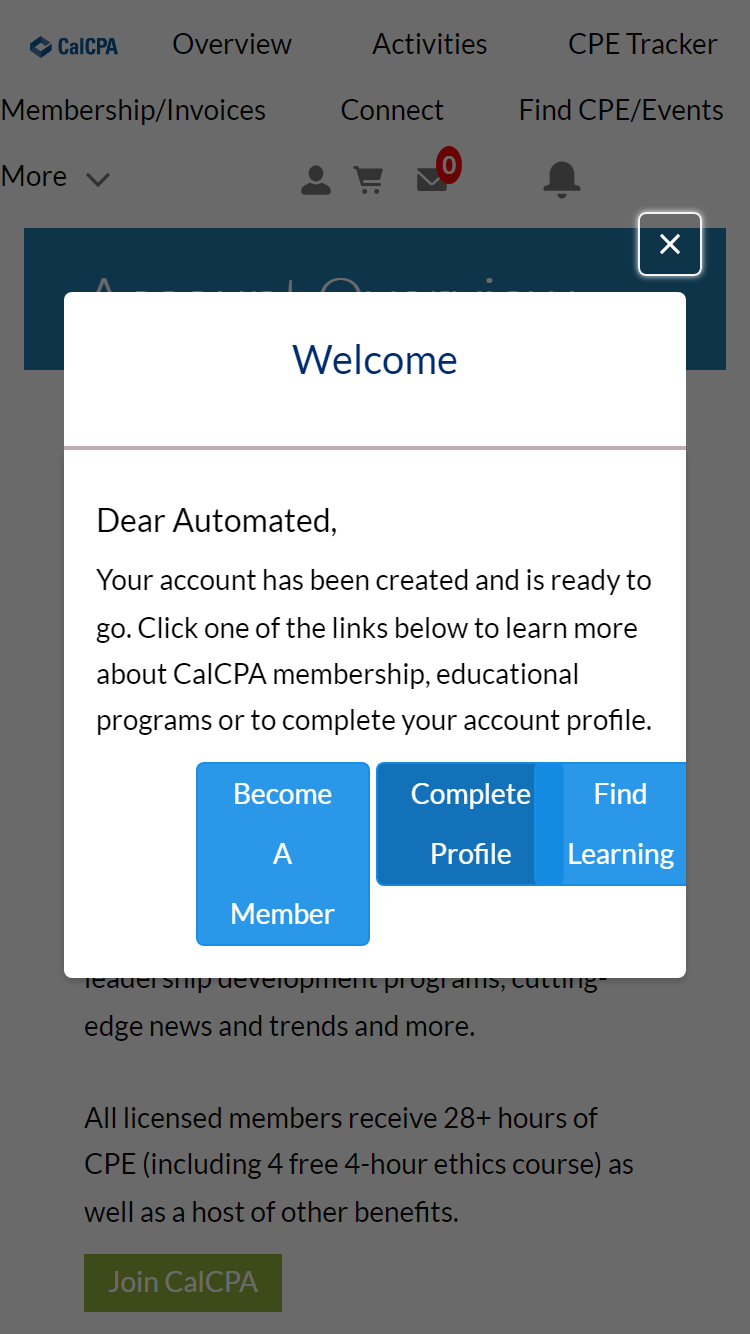 CalCPA Overview Activities CPE Tracker
Membership/Invoices Connect Find CPE/Events
More 0
Account Overview
Welcome
Dear Automated,
Your account has been created and is ready to
go. Click one of the links below to learn more
about CalCPA membership, educational
programs or to complete your account profile.
Become Complete Find
A Profile Learning
Member
leadership development programs, cutting-
edge news and trends and more.
All licensed members receive 28+ hours of
CPE (including 4 free 4-hour ethics course) as
well as a host of other benefits.
Join CalCPA